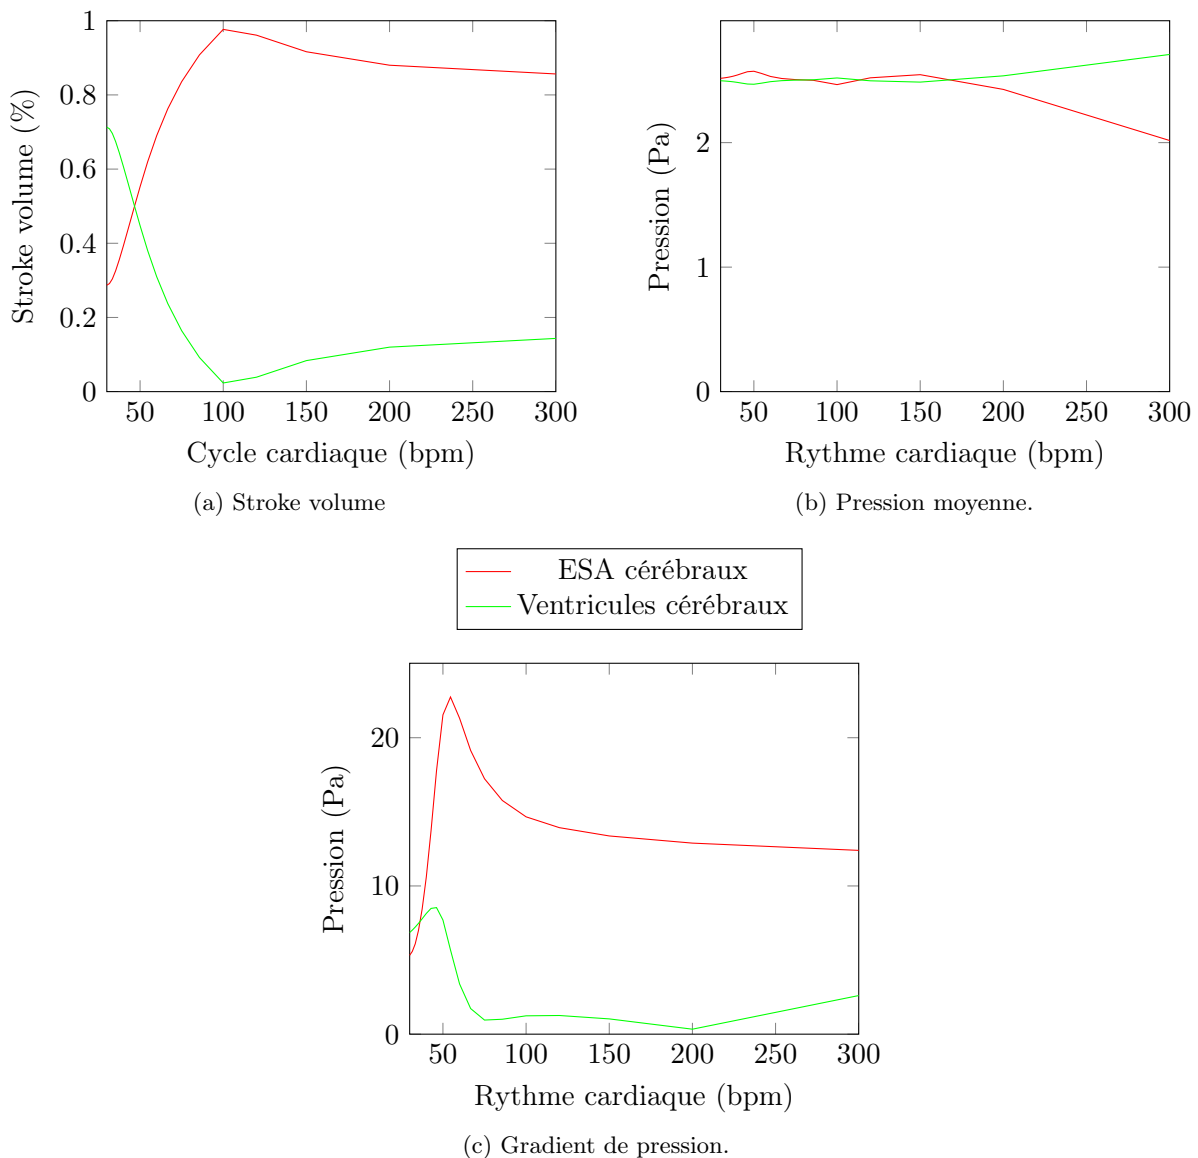 1
0.8
0.6
0.4
0.2
0
Stroke volume (%)
50 100 150 200 250 300
Cycle cardiaque (bpm)
(a) Stroke volume
2
1
0
Pression (Pa)
50 100 150 200 250 300
Rythme cardiaque (bpm)
(b) Pression moyenne.
ESA cérébraux
Ventricules cérébraux
20
10
0
Pression (Pa)
50 100 150 200 250 300
Rythme cardiaque (bpm)
(c) Gradient de pression.